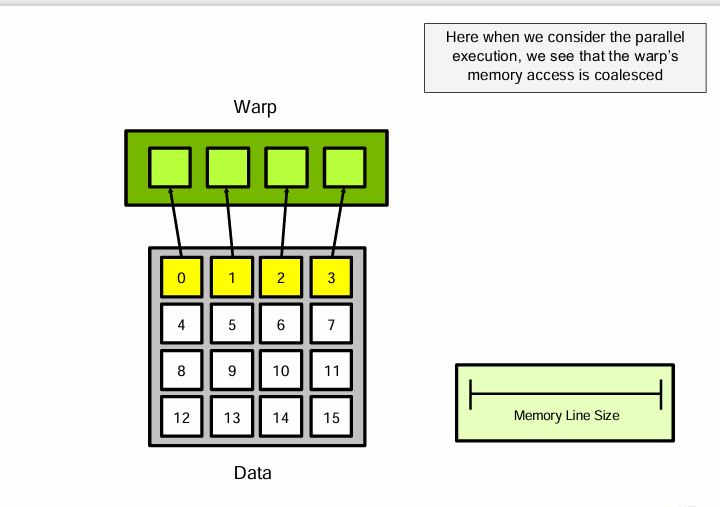 Here when we consider the parallel
execution, we see that the warp's
memory access is coalesced
Warp
0 1 2 3
4 5 6 7
8 9 10 11
12 13 14 15
Memory Line Size
Data